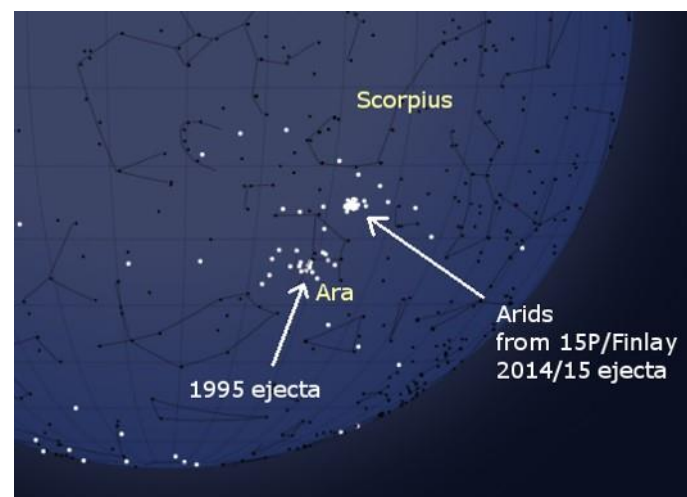 Scorpius
Ara
1995 ejecta
Arids
from 15P/Finlay
2014/15 ejecta